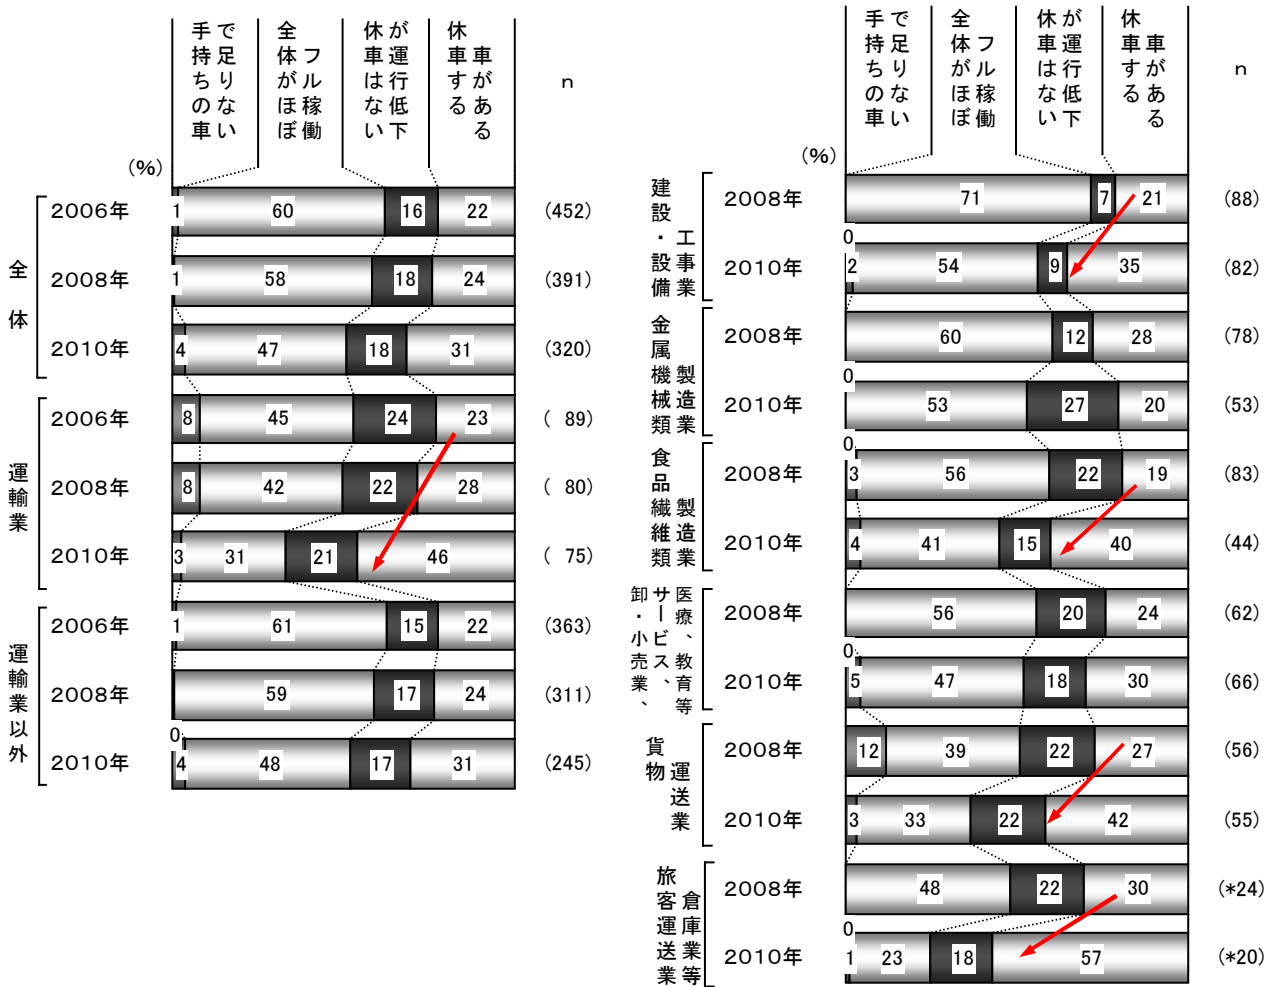 手持ちの車
で足りない
全体がほぼ
フル稼働
休車はない
が運行低下
休車する
車がある
n
(%)
全体
2006年 1 60 16 22 (452)
2008年 1 58 18 24 (391)
2010年 4 47 18 31 (320)
運輸業
2006年 8 45 24 23 ( 89)
2008年 8 42 22 28 ( 80)
2010年 3 31 21 46 ( 75)
運輸業以外
2006年 1 61 15 22 (363)
2008年 59 17 24 (311)
0
2010年 4 48 17 31 (245)
手持ちの車
で足りない
全体がほぼ
フル稼働
休車はない
が運行低下
休車する
車がある
n
(%)
建設・設備
工事業
2008年 71 7 21 (88)
0
2010年 2 54 9 35 (82)
金属機械類
製造業
2008年 60 12 28 (78)
0
2010年 53 27 20 (53)
0
食品繊維類
製造業
2008年 3 56 22 19 (83)
2010年 4 41 15 40 (44)
卸・小売業、
サービス、
医療、教育等
2008年 56 20 24 (62)
0
2010年 5 47 18 30 (66)
貨物
運送業
2008年 12 39 22 27 (56)
2010年 3 33 22 42 (55)
旅客運送業
倉庫業等
2008年 48 22 30 (*24)
0
2010年 1 23 18 57 (*20)